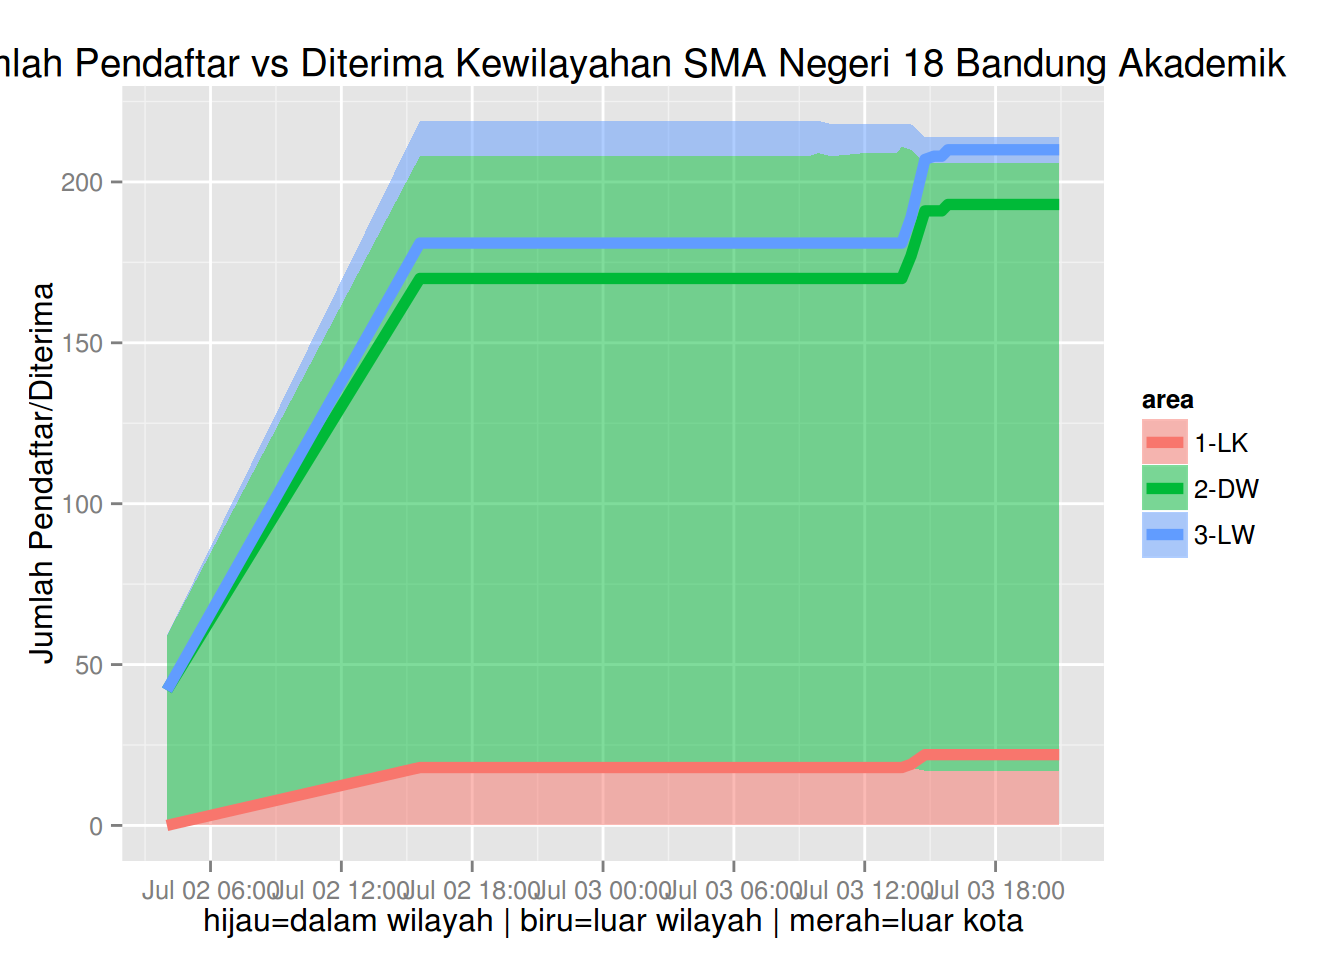 mlah Pendaftar vs Diterima Kewilayahan SMA Negeri 18 Bandung Akademik
Jumlah Pendaftar/Diterima
200
150
100
50
0
Jul 02 06:00 Jul 02 12:00 Jul 02 18:00 Jul 03 00:00 Jul 03 06:00 Jul 03 12:00 Jul 03 18:00
hijau=dalam wilayah | biru=luar wilayah | merah=luar kota
area
1-LK
2-DW
3-LW